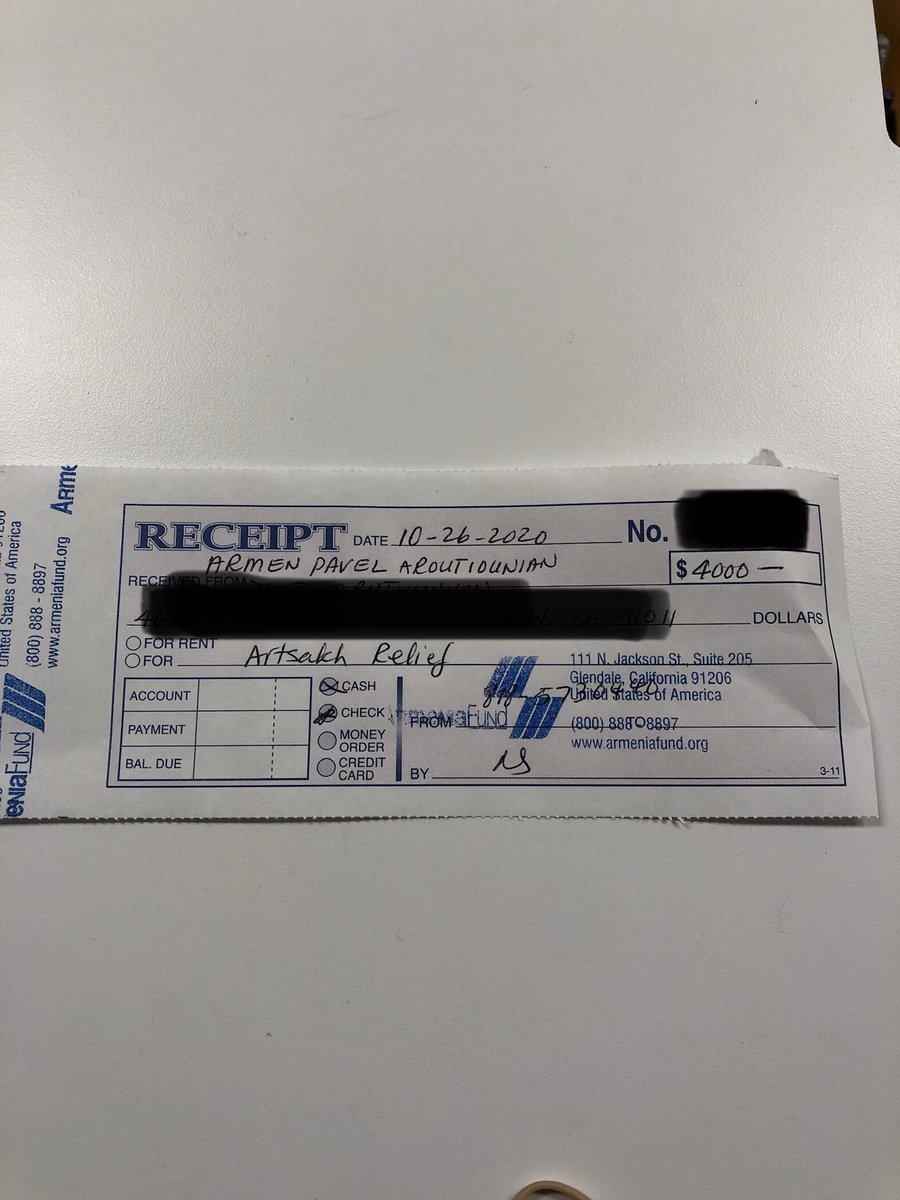 RECEIPT DATE 10-26-2020 No.
ARMEN PAVEL AROUTIOUNIAN
RECEIVED FROM $4000 —
91011 DOLLARS
FOR RENT
FOR Artsakh Relief
ACCOUNT
PAYMENT
BAL. DUE
CASH
CHECK
MONEY ORDER
CREDIT CARD
FROM TO
ArmeniaFund
111 N. Jackson St., Suite 205
Glendale, California 91206
United States of America
(800) 888-8897
www.armeniafund.org
BY NS
3-11
United States of America
(800) 888 - 8897
www.armeniafund.org